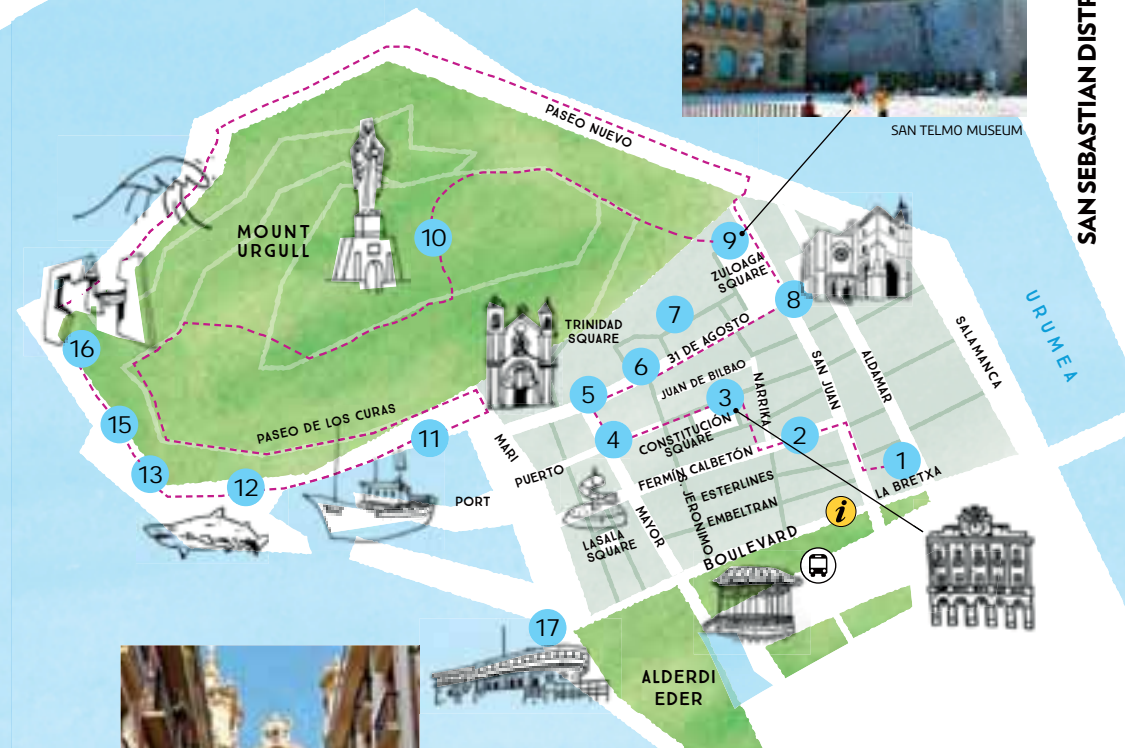 SAN SEBASTIAN DISTR
SAN TELMO MUSEUM
PASEO NUEVO
MOUNT
URGULL
10
9
ZULOAGA
SQUARE
8
7
TRINIDAD
SQUARE
31 DE AGOSTO
6
5
JUAN DE BILBAO
3
NARRIKA
SAN JUAN
ALDAMAR
SALAMANCA
URUMEA
16
15
13
12
11
PASEO DE LOS CURAS
4
CONSTITUCIÓN
SQUARE
2
1
MARI
PUERTO
FERMÍN CALBETÓN
LA BRETXA
PORT
MAYOR
S. JERONIMO
ESTERLINES
EMBELTRAN
i
LASALA
SQUARE
BOULEVARD
17
ALDERDI
EDER